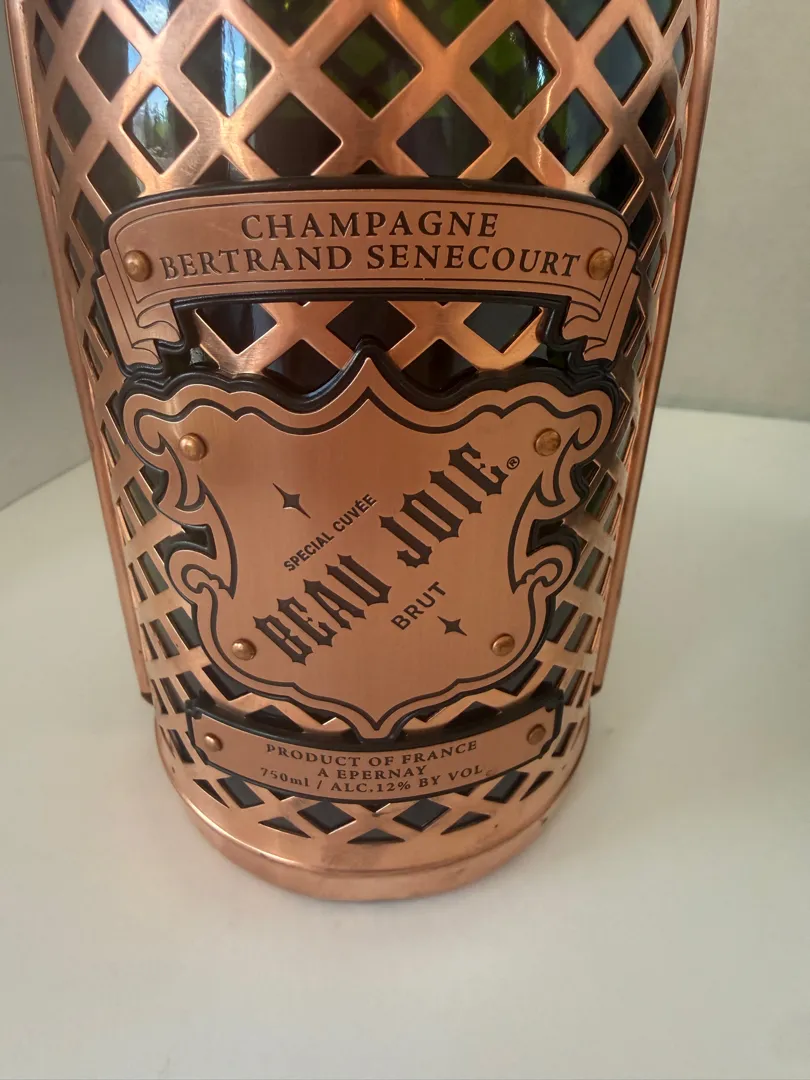 CHAMPAGNE
BERTRAND SENECOURT
SPECIAL CUVÉE
BEAU JOIE®
BRUT
PRODUCT OF FRANCE
A EPERNAY
750ml / ALC.12% BY VOL